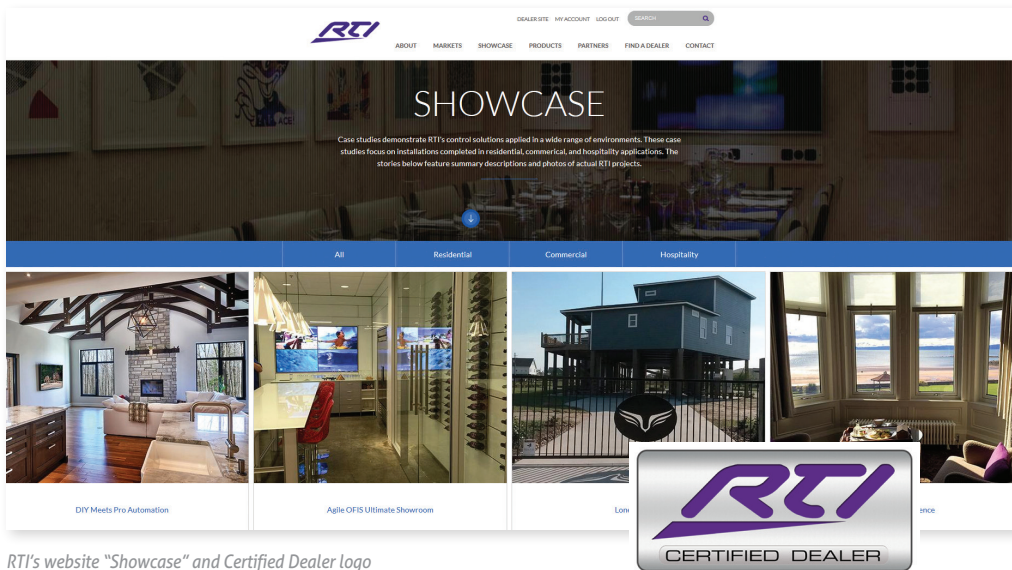 RTI
DEALER SITE MY ACCOUNT LOG OUT SEARCH
ABOUT MARKETS SHOWCASE PRODUCTS PARTNERS FIND A DEALER CONTACT
SHOWCASE
Case studies demonstrate RTI's control solutions applied in a wide range of environments. These case
studies focus on installations completed in residential, commerical, and hospitality applications. The
stories below feature summary descriptions and photos of actual RTI projects.
All Residential Commercial Hospitality
DIY Meets Pro Automation Agile OFIS Ultimate Showroom
RTI
CERTIFIED DEALER
RTI's website "Showcase" and Certified Dealer logo